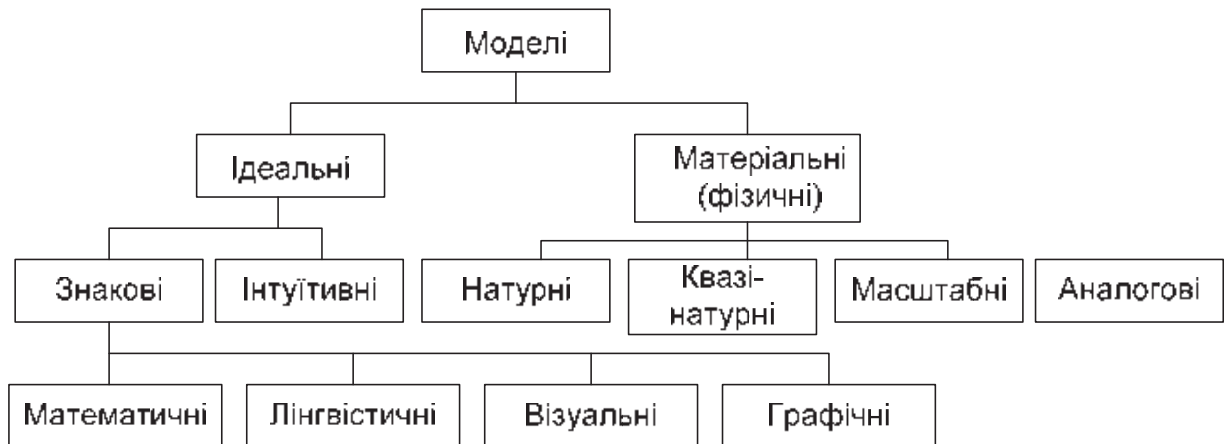 Моделі
Ідеальні
Матеріальні
(фізичні)
Знакові
Інтуїтивні
Натурні
Квазі-
натурні
Масштабні
Аналогові
Математичні
Лінгвістичні
Візуальні
Графічні